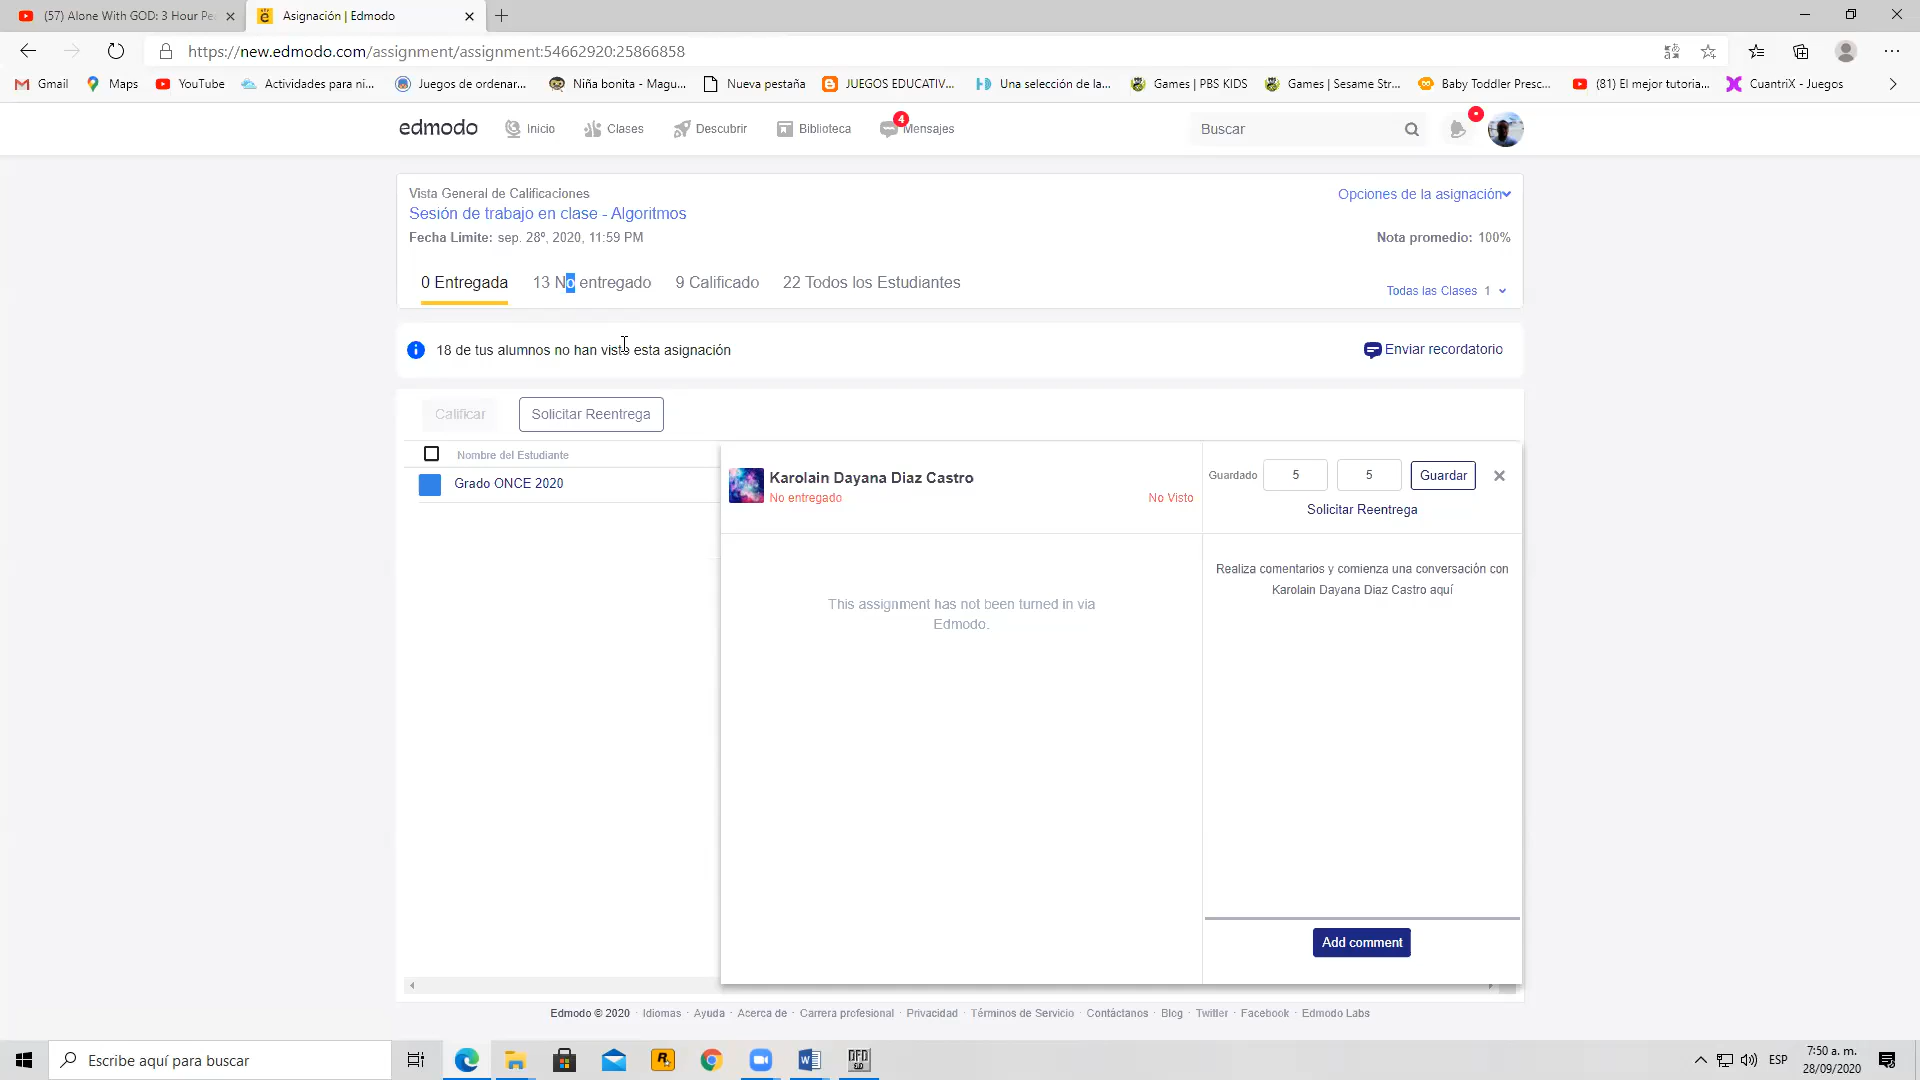 (57) Alone With GOD: 3 Hour Pe
Asignación | Edmodo
https://new.edmodo.com/assignment/assignment:54662920:25866858
Gmail
Maps
YouTube
Actividades para ni...
Juegos de ordenar...
Niña bonita - Magu...
Nueva pestaña
JUEGOS EDUCATIV...
Una selección de la...
Games | PBS KIDS
Games | Sesame Str...
Baby Toddler Presc...
(81) El mejor tutoria...
CuantriX - Juegos
edmodo
Inicio
Clases
Descubrir
Biblioteca
4
Mensajes
Buscar
Vista General de Calificaciones
Opciones de la asignación
Sesión de trabajo en clase - Algoritmos
Fecha Limite: sep. 28º, 2020, 11:59 PM
Nota promedio: 100%
0 Entregada
13 No entregado
9 Calificado
22 Todos los Estudiantes
Todas las Clases 1
18 de tus alumnos no han visto esta asignación
Enviar recordatorio
Calificar
Solicitar Reentrega
Nombre del Estudiante
Grado ONCE 2020
Karolain Dayana Diaz Castro
No entregado
No Visto
Guardado
5
5
Guardar
Solicitar Reentrega
This assignment has not been turned in via
Edmodo.
Realiza comentarios y comienza una conversación con
Karolain Dayana Diaz Castro aquí
Add comment
Edmodo © 2020 · Idiomas · Ayuda · Acerca de · Carrera profesional · Privacidad · Términos de Servicio · Contáctanos · Blog · Twitter · Facebook · Edmodo Labs
Escribe aquí para buscar
ESP
7:50 a. m.
28/09/2020